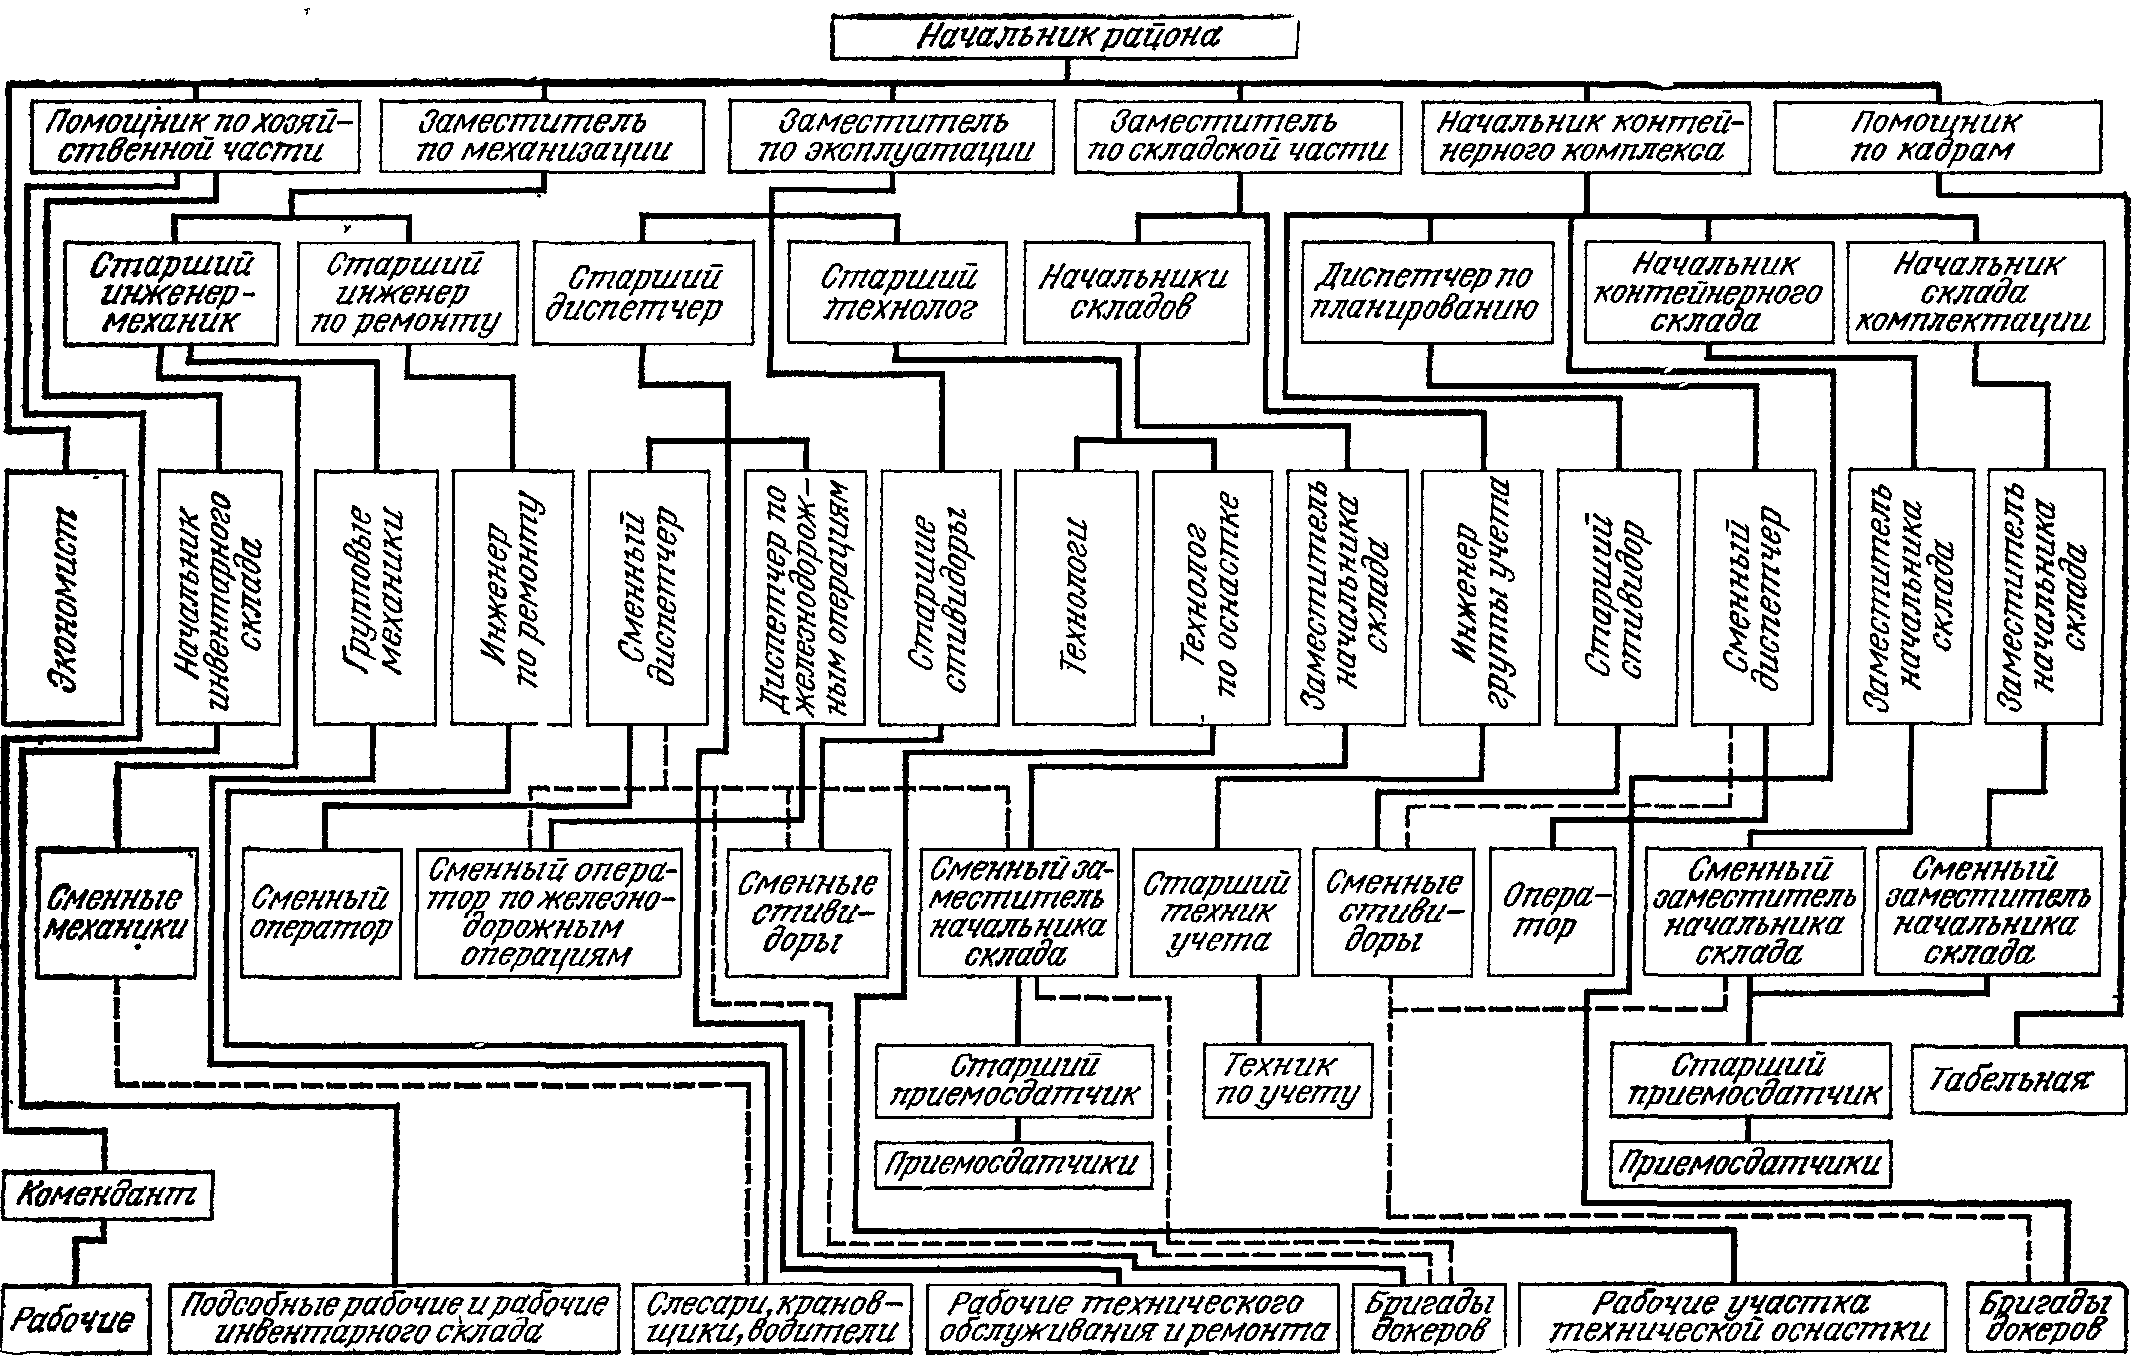 Начальник района
Помощник по хозяй-
ственной части
Заместитель
по механизации
Заместитель
по эксплуатации
Заместитель
по складской части
Начальник контей-
нерного комплекса
Помощник
по кадрам
Старший
инженер-
механик
Старший
инженер
по ремонту
Старший
диспетчер
Старший
технолог
Начальники
складов
Диспетчер по
планированию
Начальник
контейнерного
склада
Начальник
склада
комплектации
Экономист
Начальник
инвентарного
склада
Групповые
механики
Инженер
по ремонту
Сменный
диспетчер
Диспетчер по
железнодорож-
ным операциям
Старшие
стивидоры
Технологи
Технолог
по оснастке
Заместитель
начальника
склада
Инженер
группы учета
Старший
стивидор
Сменный
диспетчер
Заместитель
начальника
склада
Заместитель
начальника
склада
Сменные
механики
Сменный
оператор
Сменный опера-
тор по железно-
дорожным
операциям
Сменные
стиви-
доры
Сменный за-
меститель
начальника
склада
Старший
техник
учета
Сменные
стиви-
доры
Опера-
тор
Сменный
заместитель
начальника
склада
Сменный
заместитель
начальника
склада
Старший
приемосдатчик
Техник
по учету
Старший
приемосдатчик
Табельная
Приемосдатчики
Приемосдатчики
Комендант
Рабочие
Подсобные рабочие и рабочие
инвентарного склада
Слесари, кранов-
щики, водители
Рабочие технического
обслуживания и ремонта
Бригады
докеров
Рабочие участка
технической оснастки
Бригады
докеров